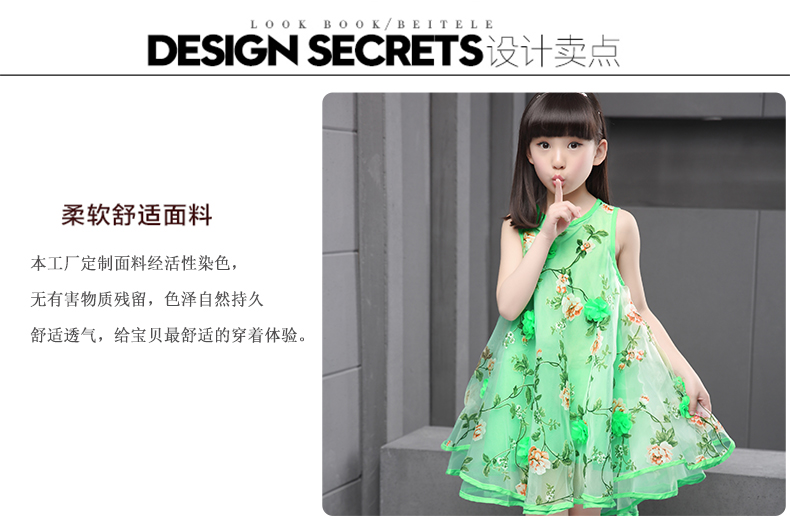 LOOK BOOK/BEITELE
DESIGN SECRETS设计卖点
柔软舒适面料
本工厂定制面料经活性染色，
无有害物质残留，色泽自然持久
舒适透气，给宝贝最舒适的穿着体验。